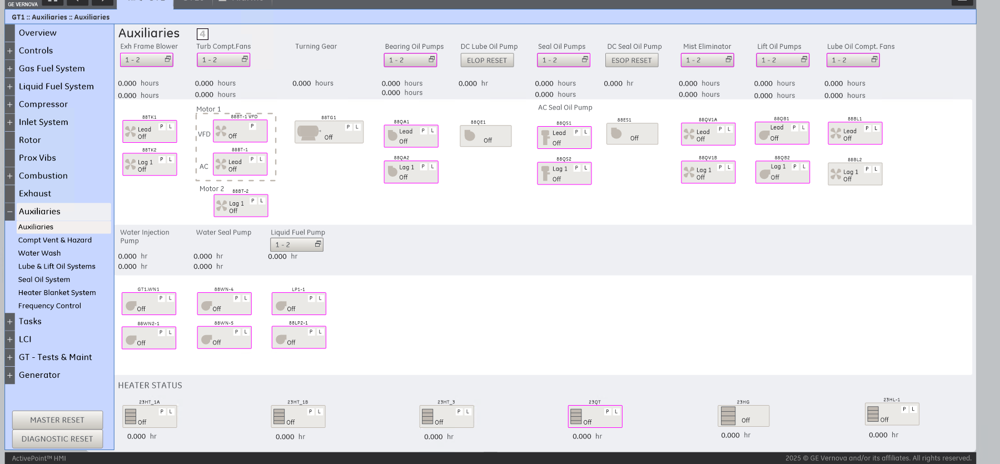 GE VERNOVA
GT1 :: Auxiliaries :: Auxiliaries
Overview
Controls
Gas Fuel System
Liquid Fuel System
Compressor
Inlet System
Rotor
Prox Vibs
Combustion
Exhaust
Auxiliaries
Auxiliaries
Compt Vent & Hazard
Water Wash
Lube & Lift Oil Systems
Seal Oil System
Heater Blanket System
Frequency Control
Tasks
LCI
GT - Tests & Maint
Generator
MASTER RESET
DIAGNOSTIC RESET
Auxiliaries 4
Exh Frame Blower Turb Compt.Fans Turning Gear Bearing Oil Pumps DC Lube Oil Pump Seal Oil Pumps DC Seal Oil Pump Mist Eliminator Lift Oil Pumps Lube Oil Compt. Fans
1 - 2 1 - 2 1 - 2 ELOP RESET 1 - 2 ESOP RESET 1 - 2 1 - 2 1 - 2
0.000 hours 0.000 hours 0.000 hours 0.000 hours 0.000 hr 0.000 hours 0.000 hr 0.000 hours 0.000 hours 0.000 hours
0.000 hours 0.000 hours 0.000 hours 0.000 hours 0.000 hours 0.000 hours 0.000 hours
Motor 1 AC Seal Oil Pump
88TK1 88BT-1 VFD 88TG1 88QA1 88QE1 88QS1 88ES1 88QV1A 88QB1 88BL1
Lead P L P P L Lead P L Lead P L Lead P L Lead P L Lead P L
Off VFD Off Off Off Off Off Off Off Off Off
88TK2 88BT-1 88QA2 88QS2 88QV1B 88QB2 88BL2
Lag 1 P L Lead P L Lag 1 P L Lag 1 P L Lag 1 P L Lag 1 P L Lag 1 P L
Off AC Off Off Off Off Off Off
Motor 2 88BT-2
Lag 1 P L
Off
Water Injection Pump Water Seal Pump Liquid Fuel Pump
1 - 2
0.000 hr 0.000 hr 0.000 hr
0.000 hr 0.000 hr
GT1.WN1 88WN-4 LP1-1
P L P L P L
Off Off Off
88WN2-1 88WN-5 88LP2-1
P L P L P L
Off Off Off
HEATER STATUS
23HT_1A 23HT_1B 23HT_3 23QT 23HG 23HL-1
P L P L P L P L P L
Off Off Off Off Off Off
0.000 hr 0.000 hr 0.000 hr 0.000 hr 0.000 hr 0.000 hr
ActivePoint™ HMI 2025 © GE Vernova and/or its affiliates. All rights reserved.